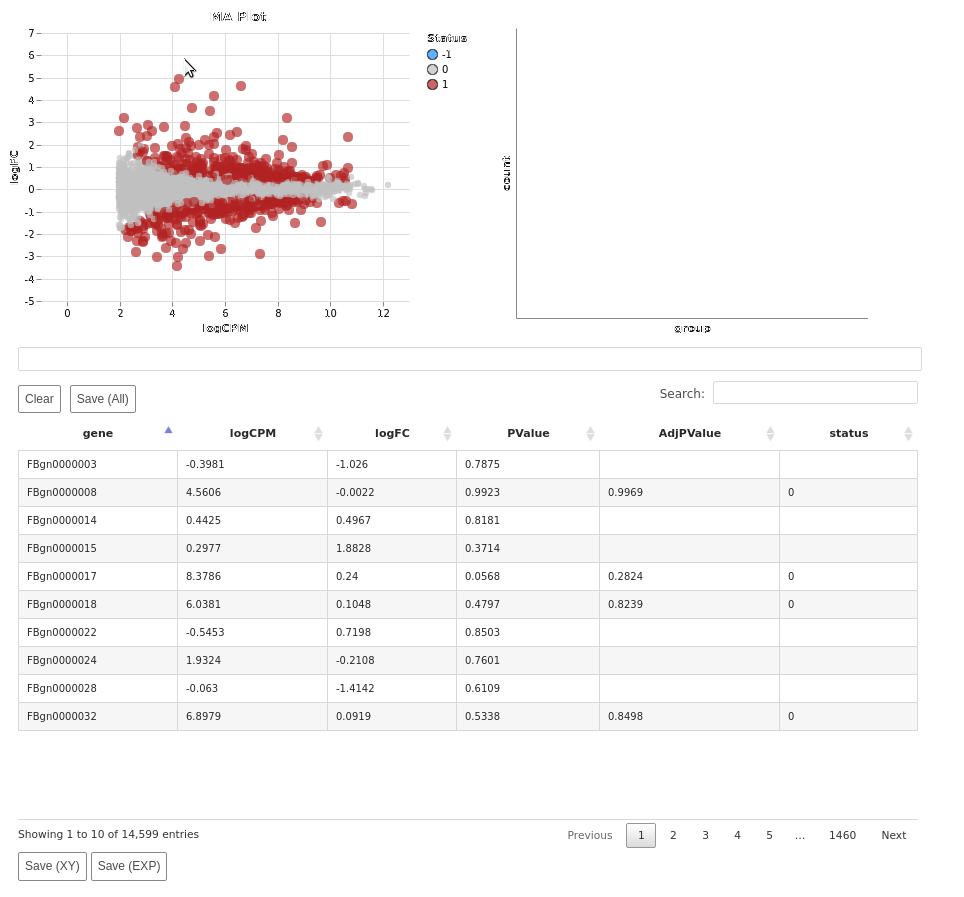 MA Plot
7
6
5
4
3
2
1
0
-1
-2
-3
-4
-5
logFC
0 2 4 6 8 10 12
logCPM
Status
-1
0
1
count
group
Clear Save (All) Search:
gene logCPM logFC PValue AdjPValue status
FBgn0000003 -0.3981 -1.026 0.7875
FBgn0000008 4.5606 -0.0022 0.9923 0.9969 0
FBgn0000014 0.4425 0.4967 0.8181
FBgn0000015 0.2977 1.8828 0.3714
FBgn0000017 8.3786 0.24 0.0568 0.2824 0
FBgn0000018 6.0381 0.1048 0.4797 0.8239 0
FBgn0000022 -0.5453 0.7198 0.8503
FBgn0000024 1.9324 -0.2108 0.7601
FBgn0000028 -0.063 -1.4142 0.6109
FBgn0000032 6.8979 0.0919 0.5338 0.8498 0
Showing 1 to 10 of 14,599 entries Previous 1 2 3 4 5 … 1460 Next
Save (XY) Save (EXP)